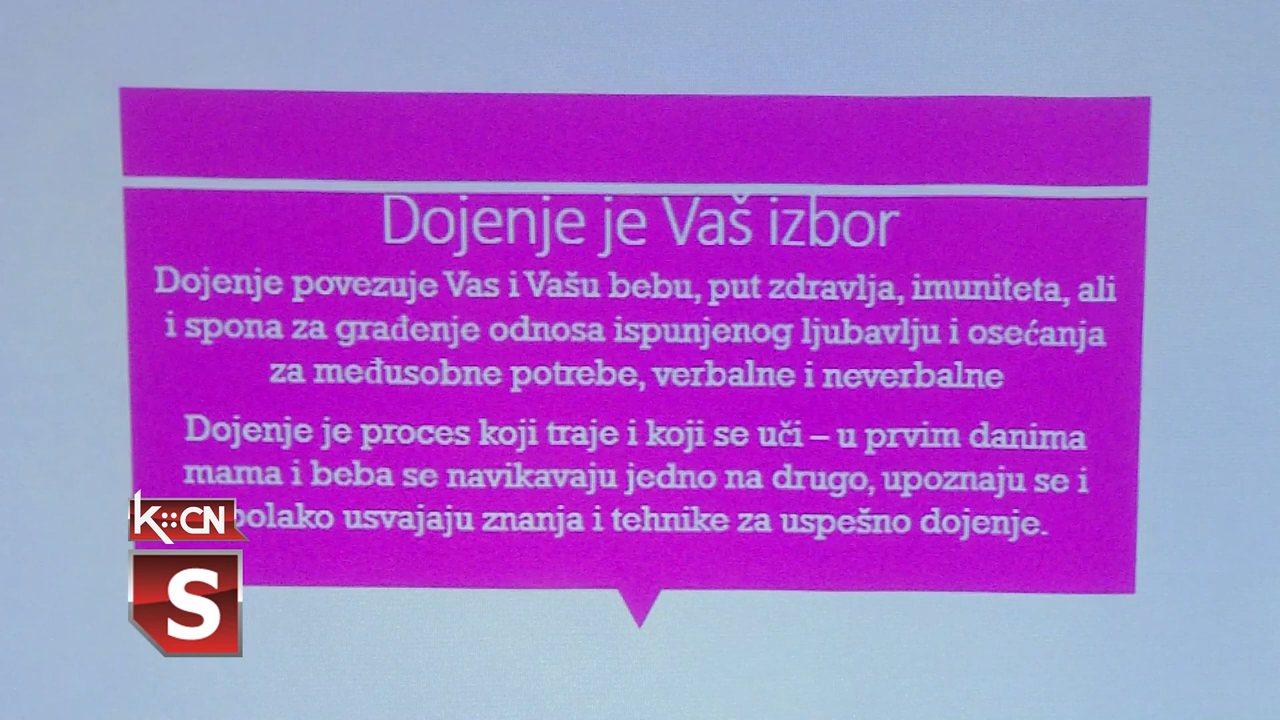 Dojenje je Vaš izbor
Dojenje povezuje Vas i Vašu bebu, put zdravlja, imuniteta, ali
i spona za građenje odnosa ispunjenog ljubavlju i osećanja
za međusobne potrebe, verbalne i neverbalne
Dojenje je proces koji traje i koji se uči – u prvim danima
mama i beba se navikavaju jedno na drugo, upoznaju se i
polako usvajaju znanja i tehnike za uspešno dojenje.
K::CN
S